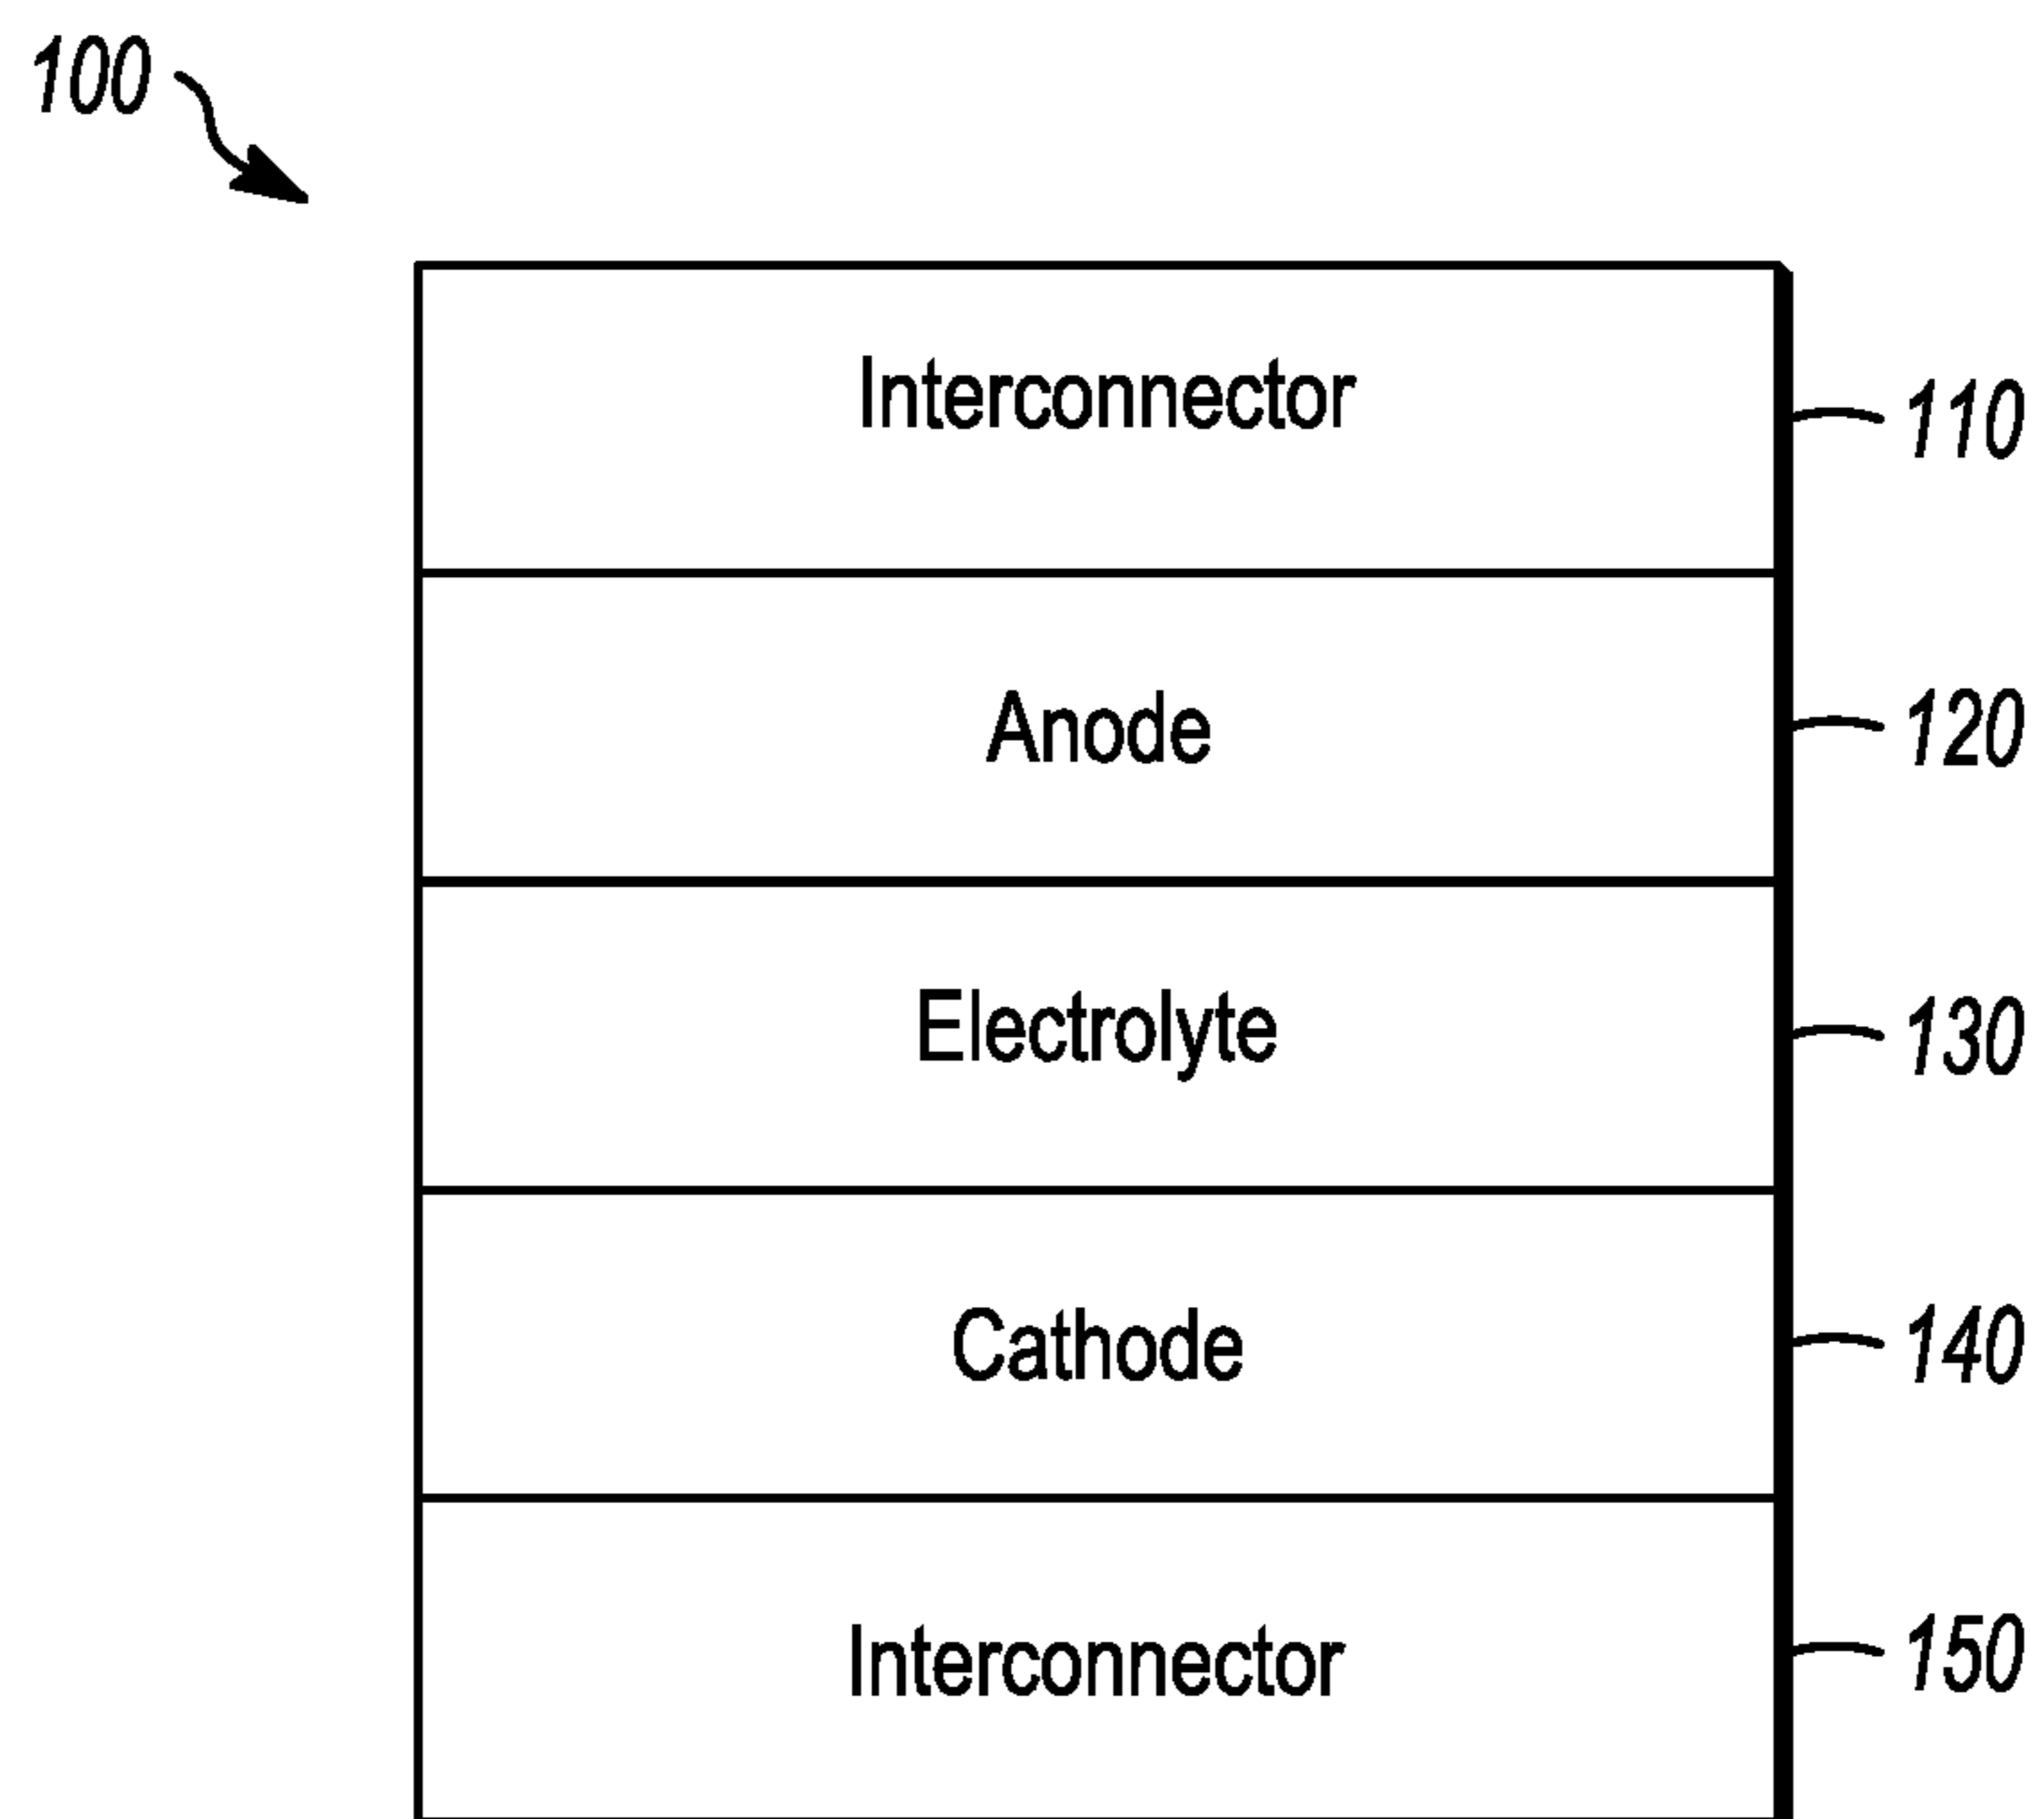 100
Interconnector 110
Anode 120
Electrolyte 130
Cathode 140
Interconnector 150